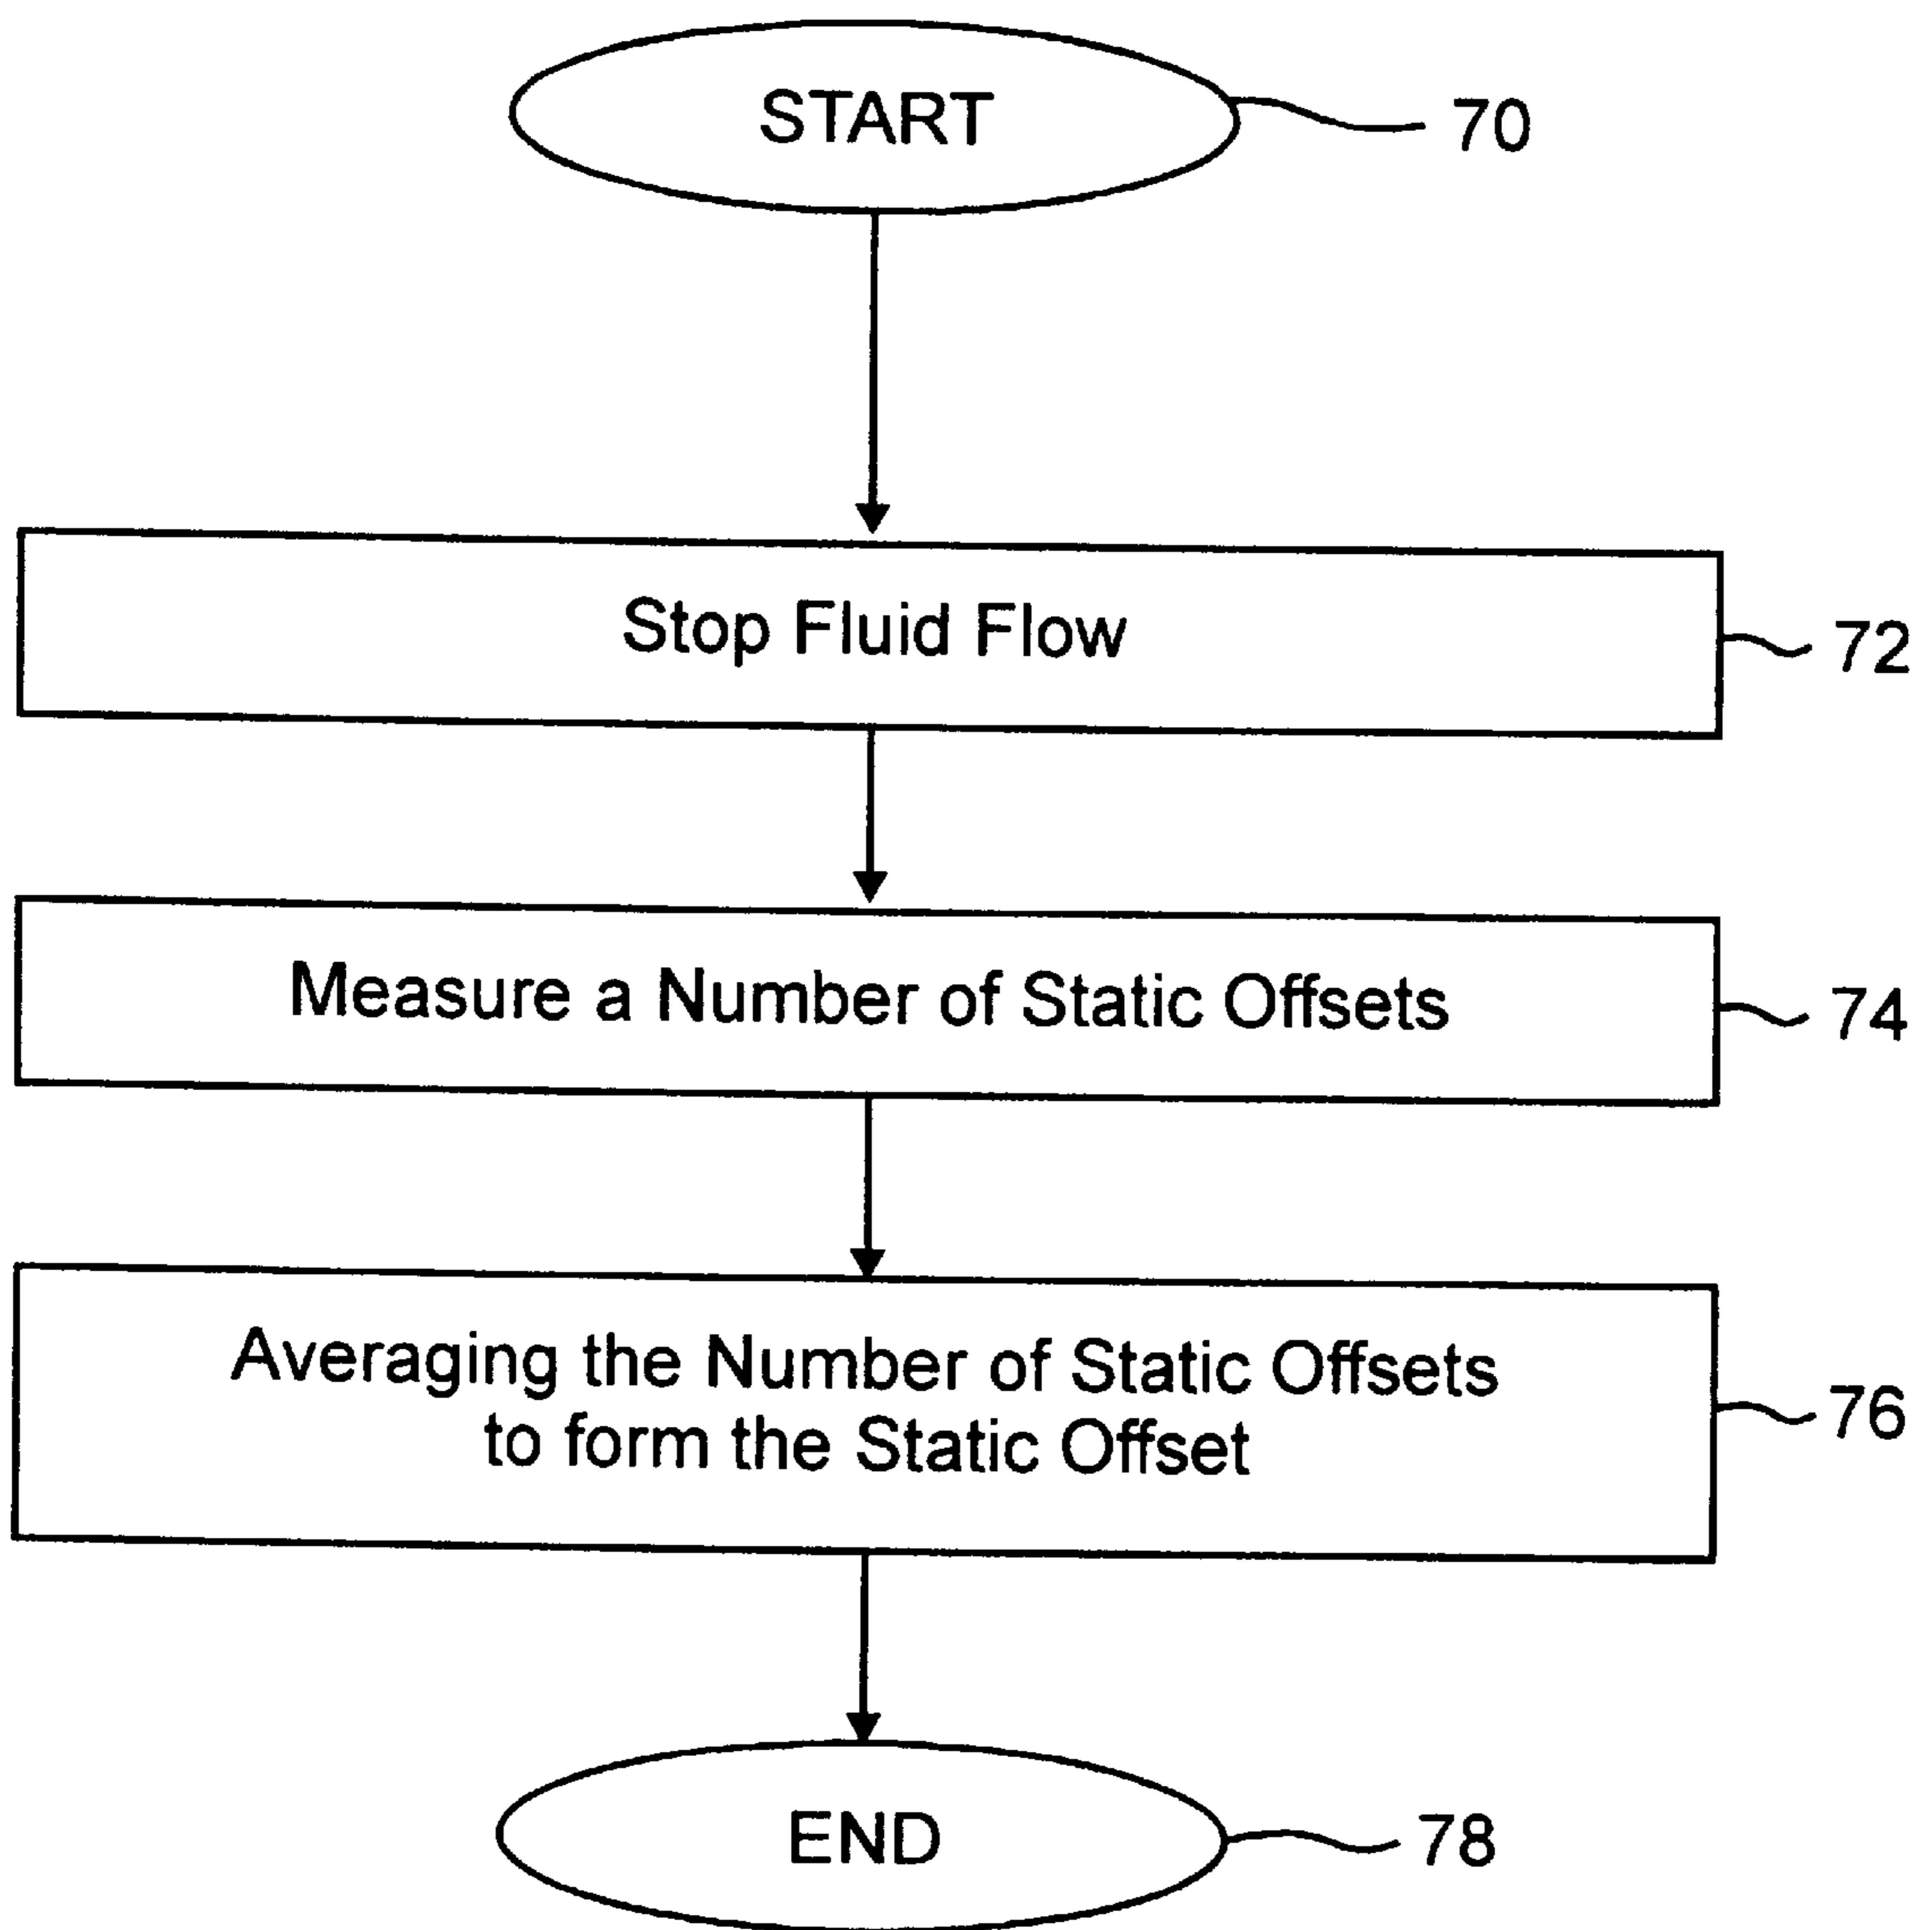 START
70
Stop Fluid Flow
72
Measure a Number of Static Offsets
74
Averaging the Number of Static Offsets
to form the Static Offset
76
END
78